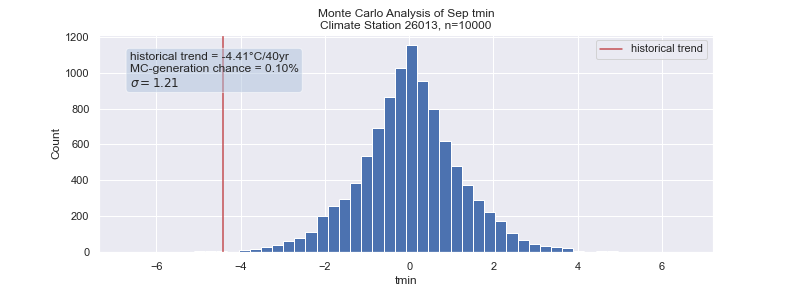 Monte Carlo Analysis of Sep tmin
Climate Station 26013, n=10000
historical trend = -4.41°C/40yr
MC-generation chance = 0.10%
σ = 1.21
historical trend
1200
1000
800
600
400
200
0
Count
−6
−4
−2
0
2
4
6
tmin